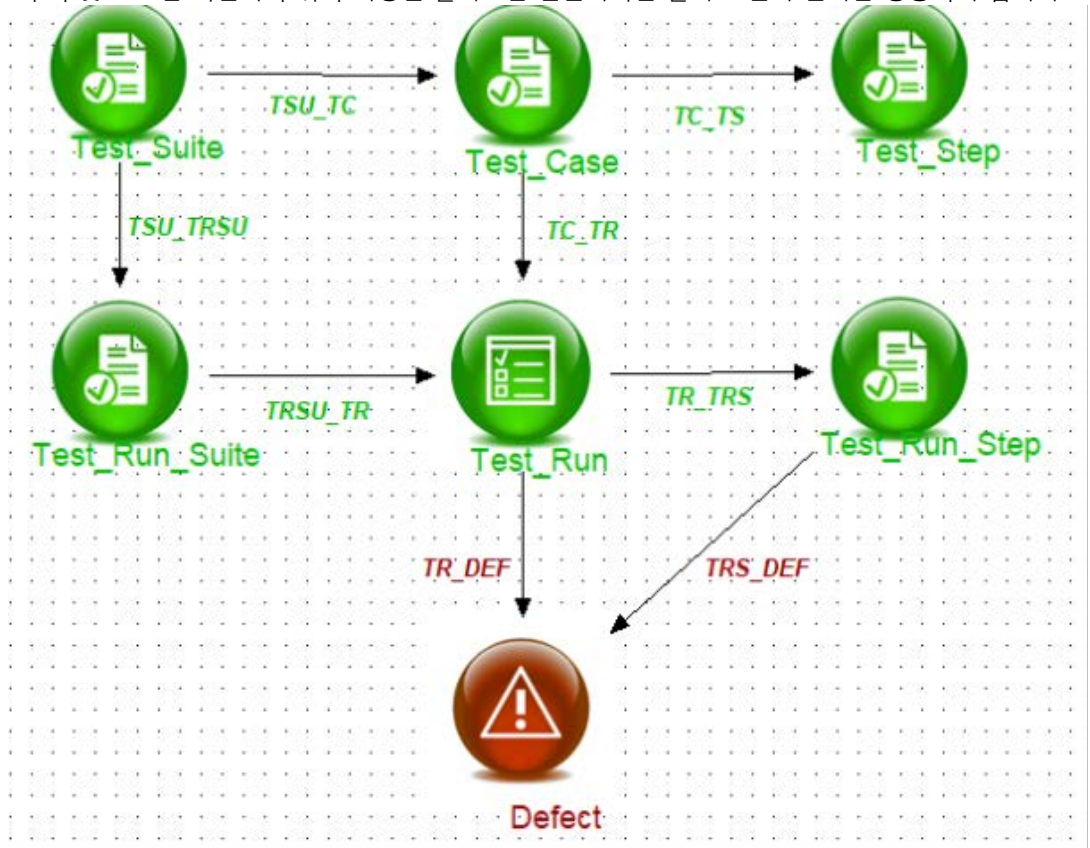 TSU_TC
TC_TS
Test_Suite
Test_Case
Test_Step
TSU_TRSU
TC_TR
TRSU_TR
TR_TRS
Test_Run_Suite
Test_Run
Test_Run_Step
TR_DEF
TRS_DEF
Defect